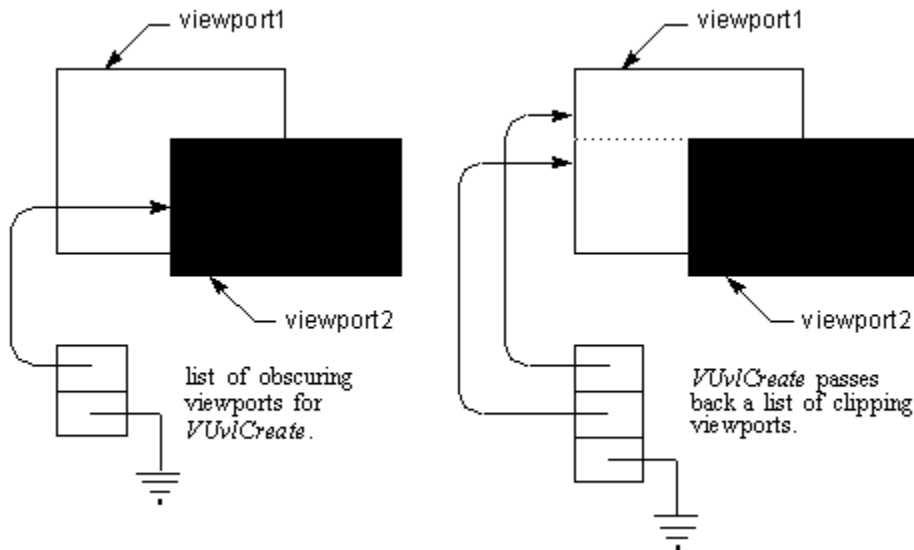 viewport1
viewport2
list of obscuring
viewports for
VUvlCreate.
viewport1
viewport2
VUvlCreate passes
back a list of clipping
viewports.